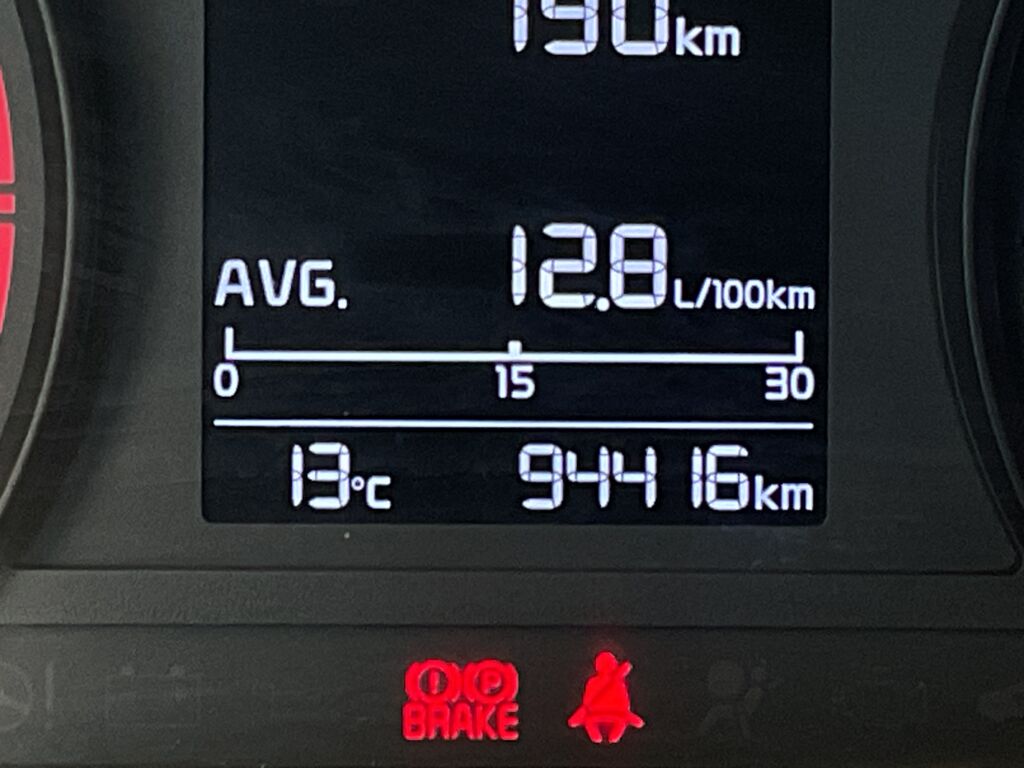 190km
AVG. 12.8L/100km
0 15 30
13°C 94416km
(!) (P)
BRAKE